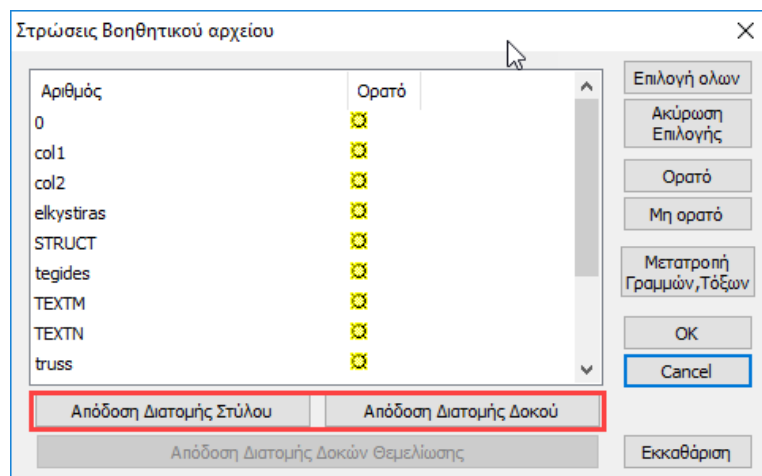 Στρώσεις Βοηθητικού αρχείου
Αριθμός Ορατό
0
col1
col2
elkystiras
STRUCT
tegides
TEXTM
TEXTN
truss
Επιλογή ολων
Ακύρωση
Επιλογής
Ορατό
Μη ορατό
Μετατροπή
Γραμμών,Τόξων
OK
Cancel
Απόδοση Διατομής Στύλου Απόδοση Διατομής Δοκού
Απόδοση Διατομής Δοκών Θεμελίωσης Εκκαθάριση